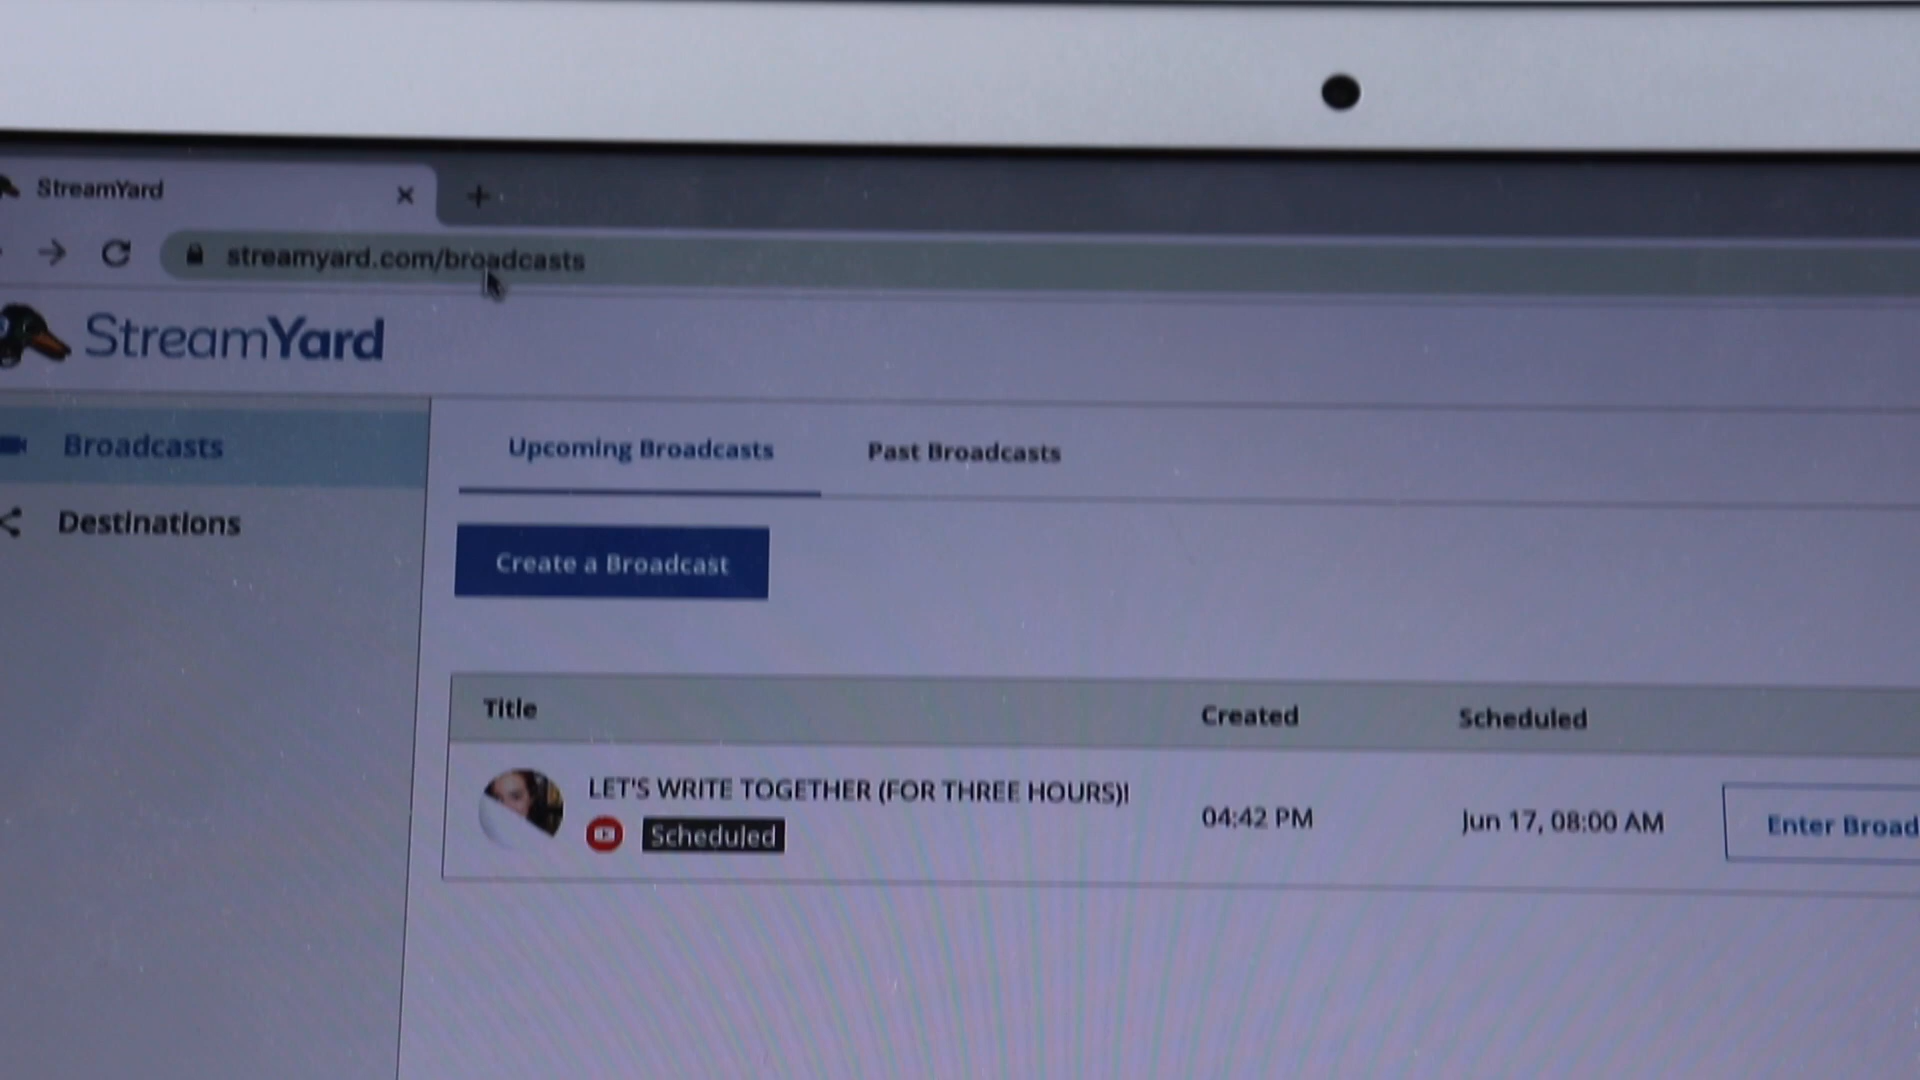 StreamYard
streamyard.com/broadcasts
StreamYard
Broadcasts
Destinations
Upcoming Broadcasts
Past Broadcasts
Create a Broadcast
Title
Created
Scheduled
LET'S WRITE TOGETHER (FOR THREE HOURS)!
Scheduled
04:42 PM
Jun 17, 08:00 AM
Enter Broad